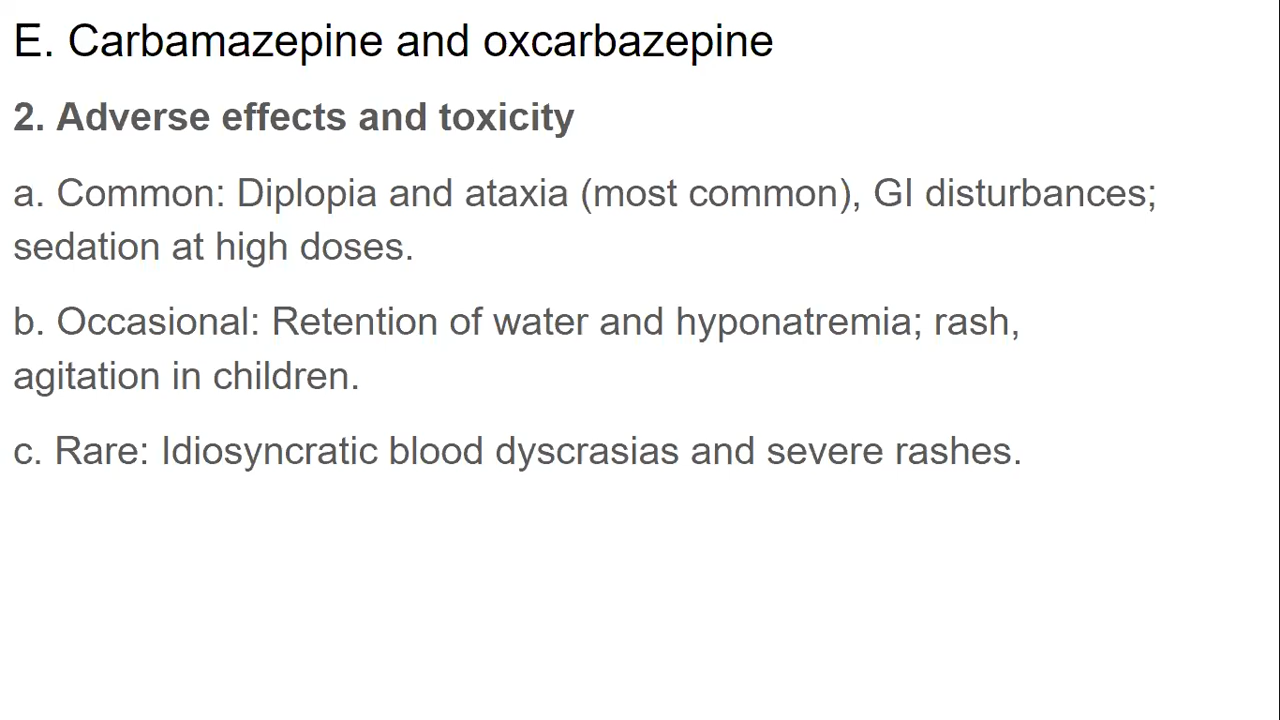 E. Carbamazepine and oxcarbazepine
2. Adverse effects and toxicity
a. Common: Diplopia and ataxia (most common), GI disturbances;
sedation at high doses.
b. Occasional: Retention of water and hyponatremia; rash,
agitation in children.
c. Rare: Idiosyncratic blood dyscrasias and severe rashes.